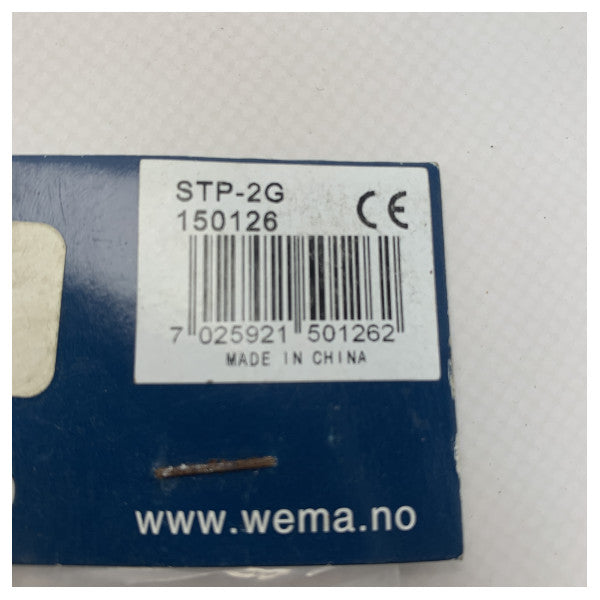 STP-2G
150126
CE
7 025921 501262
MADE IN CHINA
www.wema.no